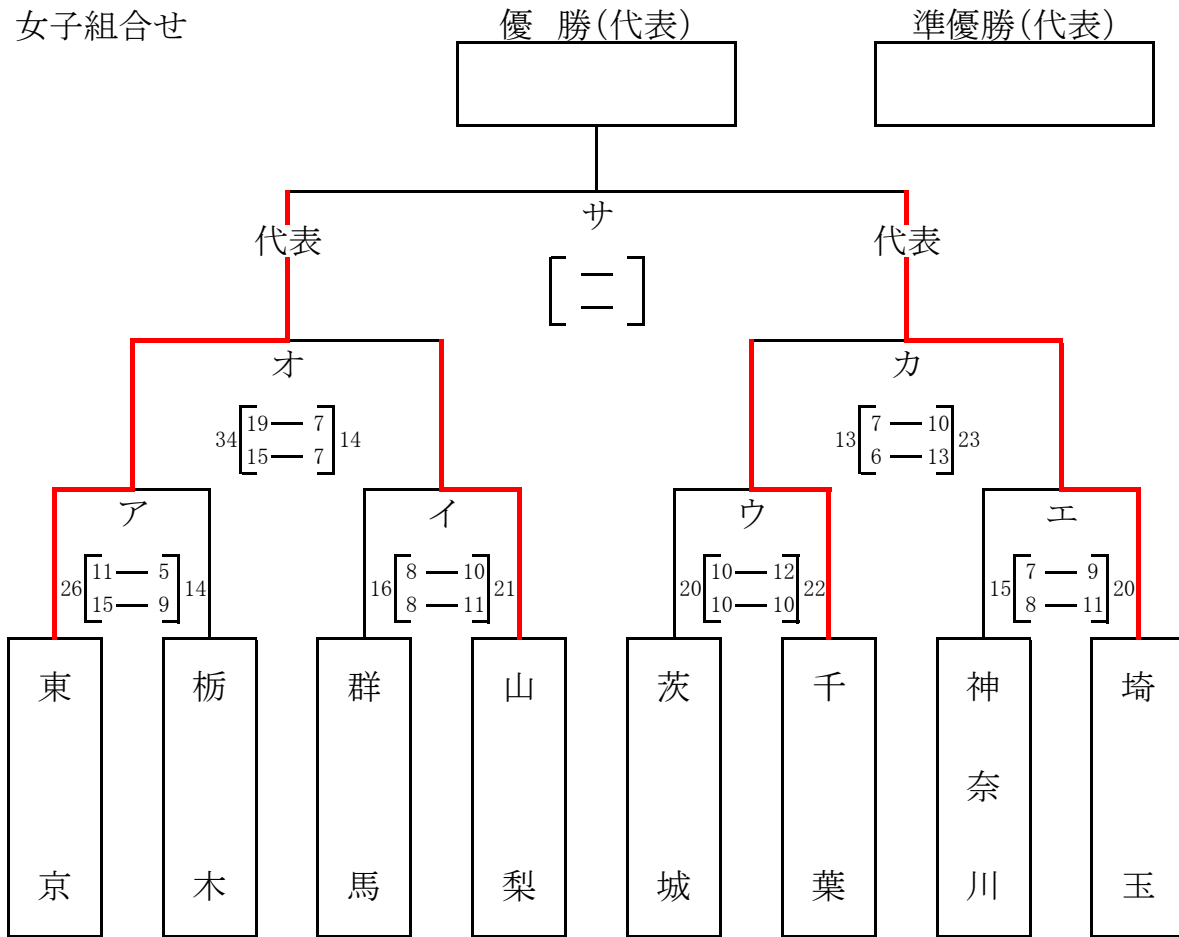 女子組合せ
優 勝(代表)
準優勝(代表)
サ
代表
代表
オ
カ
34 19 ― 7 14
15 ― 7
13 7 ― 10 23
6 ― 13
ア
イ
ウ
エ
26 11 ― 5 14
15 ― 9
16 8 ― 10 21
8 ― 11
20 10 ― 12 22
10 ― 10
15 7 ― 9 20
8 ― 11
東京
栃木
群馬
山梨
茨城
千葉
神奈川
埼玉